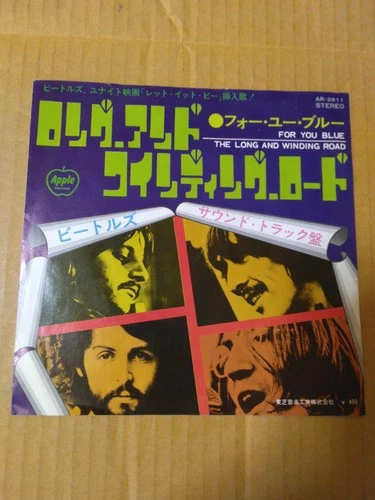 ビートルズ、ユナイト映画「レット・イット・ビー」挿入歌!
AR-2611
STEREO
ロング・アンド
ワインディング・ロード
●フォー・ユー・ブルー
FOR YOU BLUE
THE LONG AND WINDING ROAD
Apple
ビートルズ
サウンド・トラック盤
東芝音楽工業株式会社
¥ 400